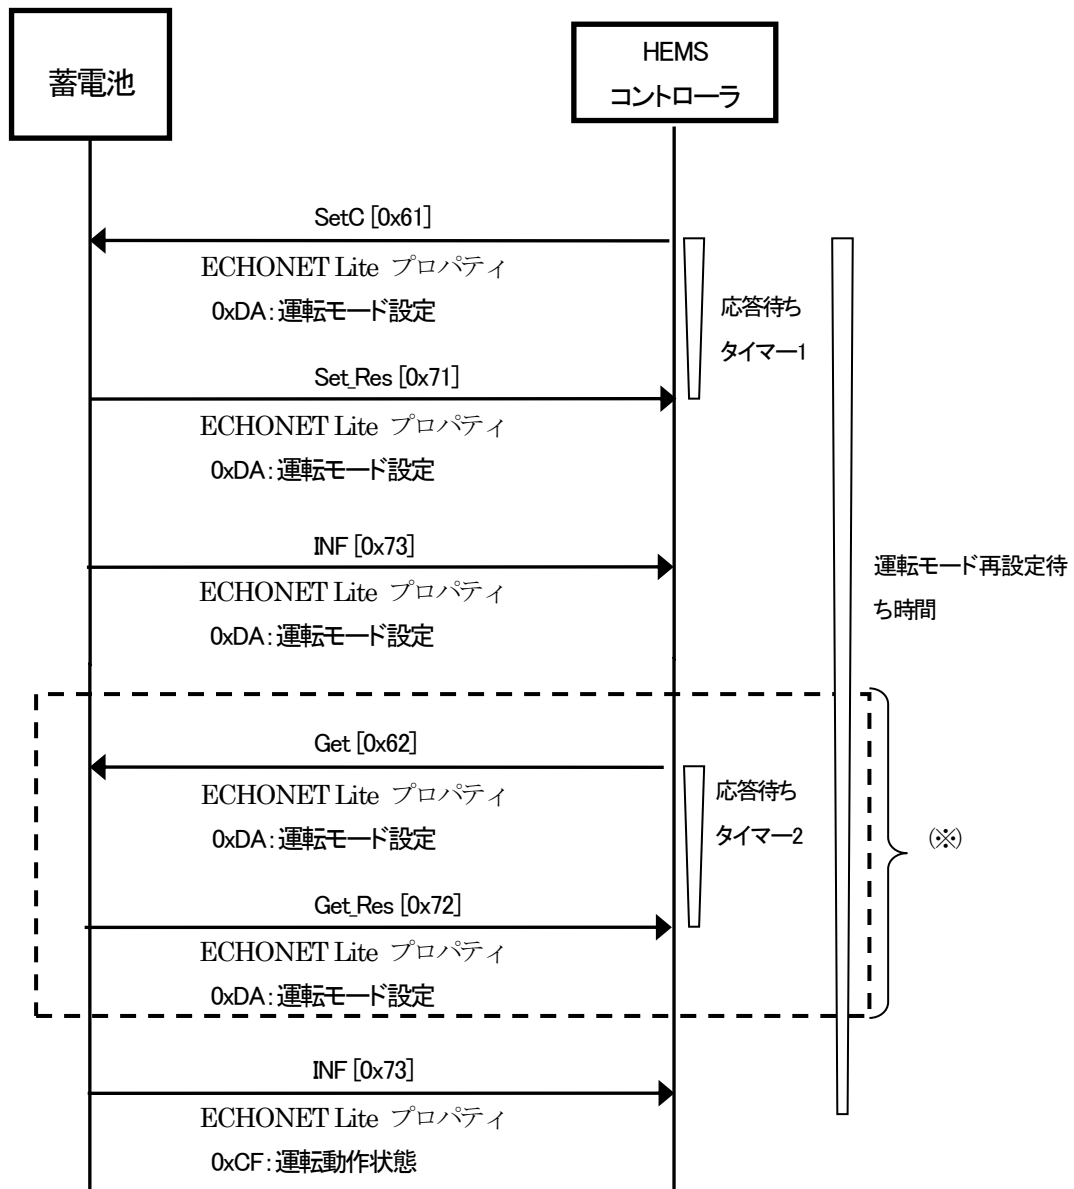 蓄電池
HEMS
コントローラ
SetC [0x61]
ECHONET Lite プロパティ
0xDA：運転モード設定
応答待ち
タイマー1
Set_Res [0x71]
ECHONET Lite プロパティ
0xDA：運転モード設定
INF [0x73]
ECHONET Lite プロパティ
0xDA：運転モード設定
運転モード再設定待
ち時間
Get [0x62]
ECHONET Lite プロパティ
0xDA：運転モード設定
応答待ち
タイマー2
(※)
Get_Res [0x72]
ECHONET Lite プロパティ
0xDA：運転モード設定
INF [0x73]
ECHONET Lite プロパティ
0xCF：運転動作状態